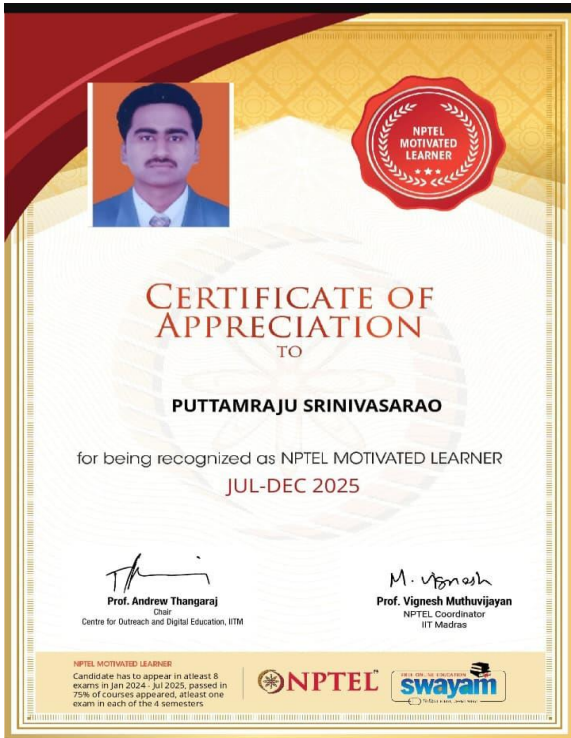 NPTEL
MOTIVATED
LEARNER
CERTIFICATE OF
APPRECIATION
TO
PUTTAMRAJU SRINIVASARAO
for being recognized as NPTEL MOTIVATED LEARNER
JUL-DEC 2025
M. Vignesh
Prof. Andrew Thangaraj
Chair
Centre for Outreach and Digital Education, IITM
Prof. Vignesh Muthuvijayan
NPTEL Coordinator
IIT Madras
NPTEL MOTIVATED LEARNER
Candidate has to appear in atleast 8
exams in Jan 2024 - Jul 2025, passed in
75% of courses appeared, atleast one
exam in each of the 4 semesters
NPTEL
FREE ONLINE EDUCATION
swayam